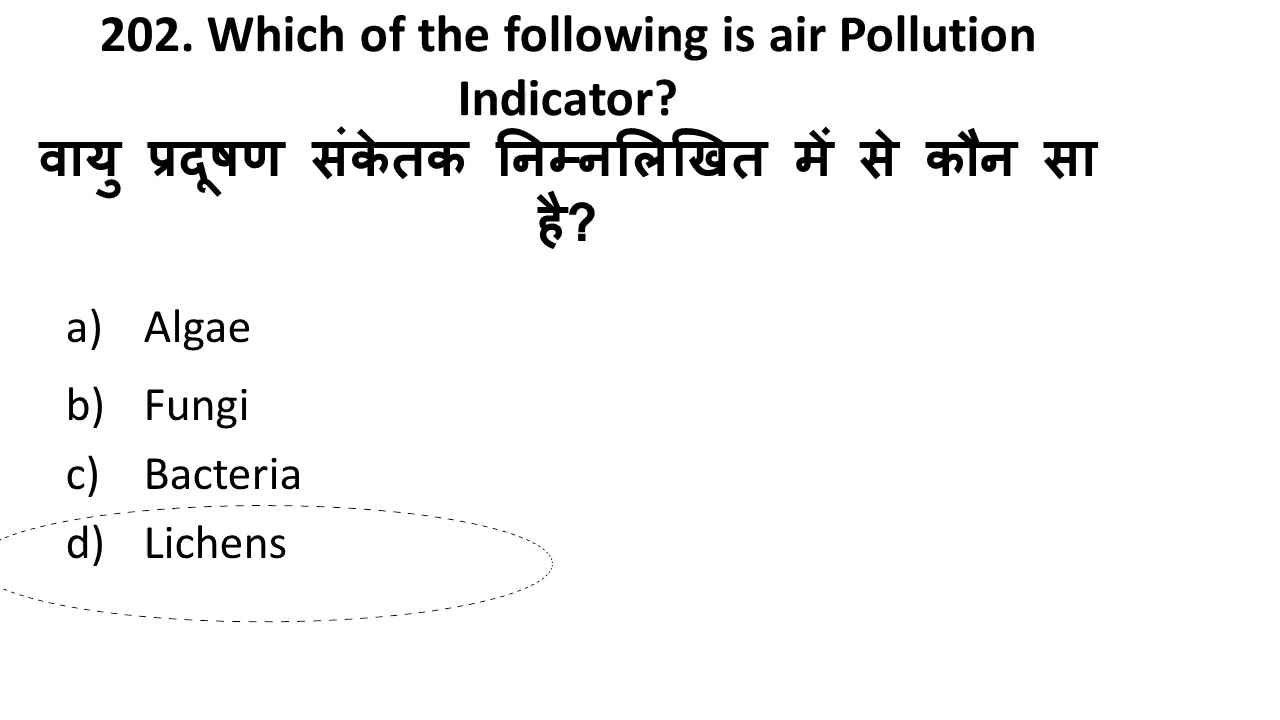 202. Which of the following is air Pollution
Indicator?
वायु प्रदूषण संकेतक निम्नलिखित में से कौन सा
है?
a) Algae
b) Fungi
c) Bacteria
d) Lichens